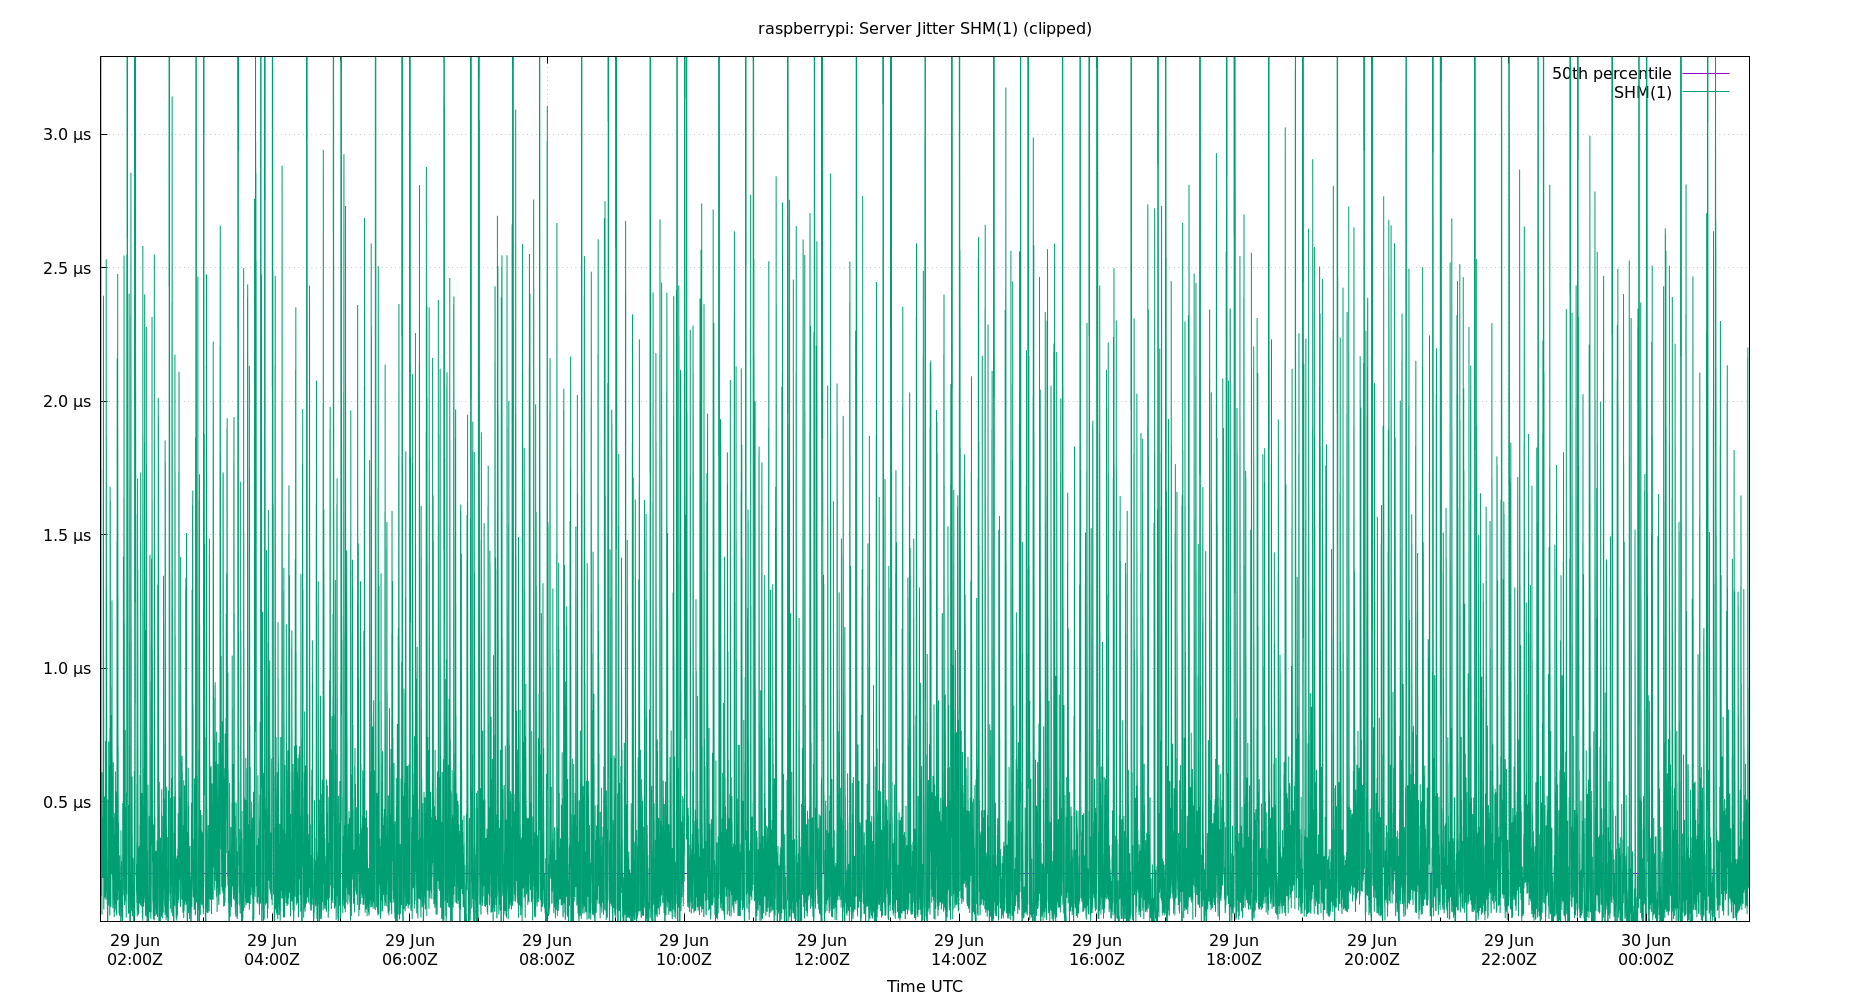 raspberrypi: Server Jitter SHM(1) (clipped)
50th percentile
SHM(1)
3.0 µs
2.5 µs
2.0 µs
1.5 µs
1.0 µs
0.5 µs
29 Jun 29 Jun 29 Jun 29 Jun 29 Jun 29 Jun 29 Jun 29 Jun 29 Jun 29 Jun 29 Jun 30 Jun
02:00Z 04:00Z 06:00Z 08:00Z 10:00Z 12:00Z 14:00Z 16:00Z 18:00Z 20:00Z 22:00Z 00:00Z
Time UTC